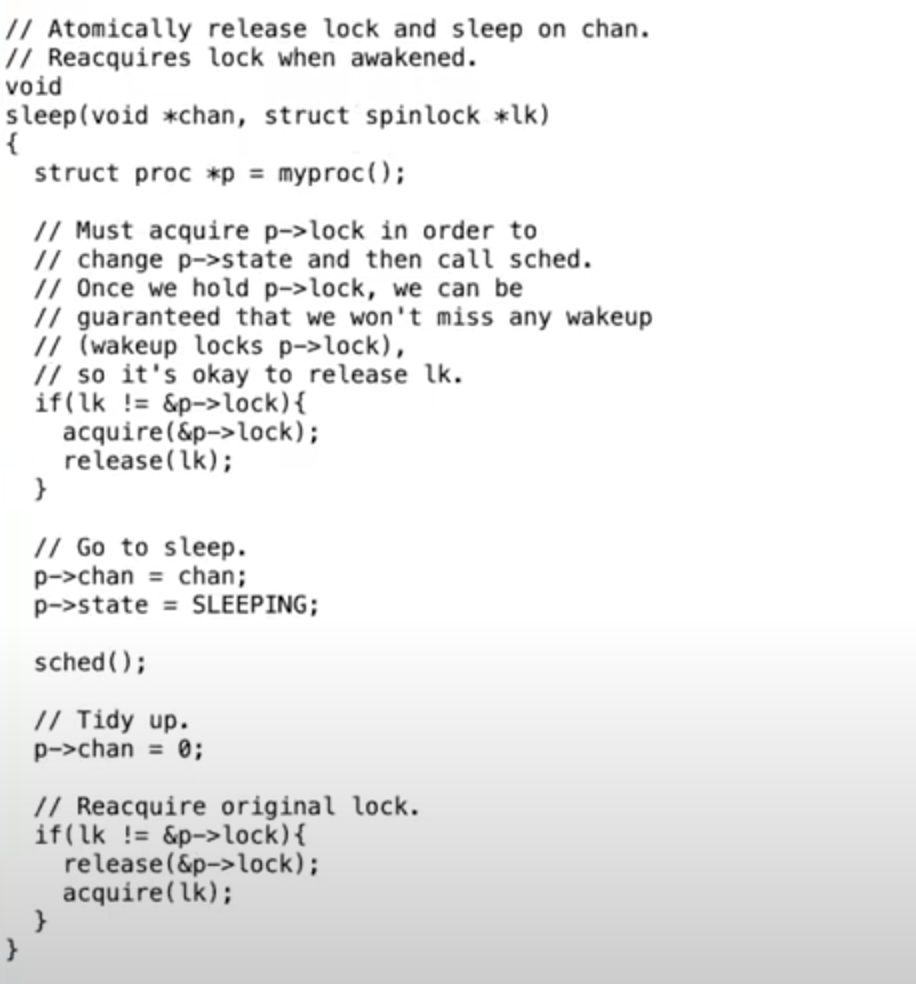 // Atomically release lock and sleep on chan.
// Reacquires lock when awakened.
void
sleep(void *chan, struct spinlock *lk)
{
  struct proc *p = myproc();

  // Must acquire p->lock in order to
  // change p->state and then call sched.
  // Once we hold p->lock, we can be
  // guaranteed that we won't miss any wakeup
  // (wakeup locks p->lock),
  // so it's okay to release lk.
  if(lk != &p->lock){
    acquire(&p->lock);
    release(lk);
  }

  // Go to sleep.
  p->chan = chan;
  p->state = SLEEPING;

  sched();

  // Tidy up.
  p->chan = 0;

  // Reacquire original lock.
  if(lk != &p->lock){
    release(&p->lock);
    acquire(lk);
  }
}